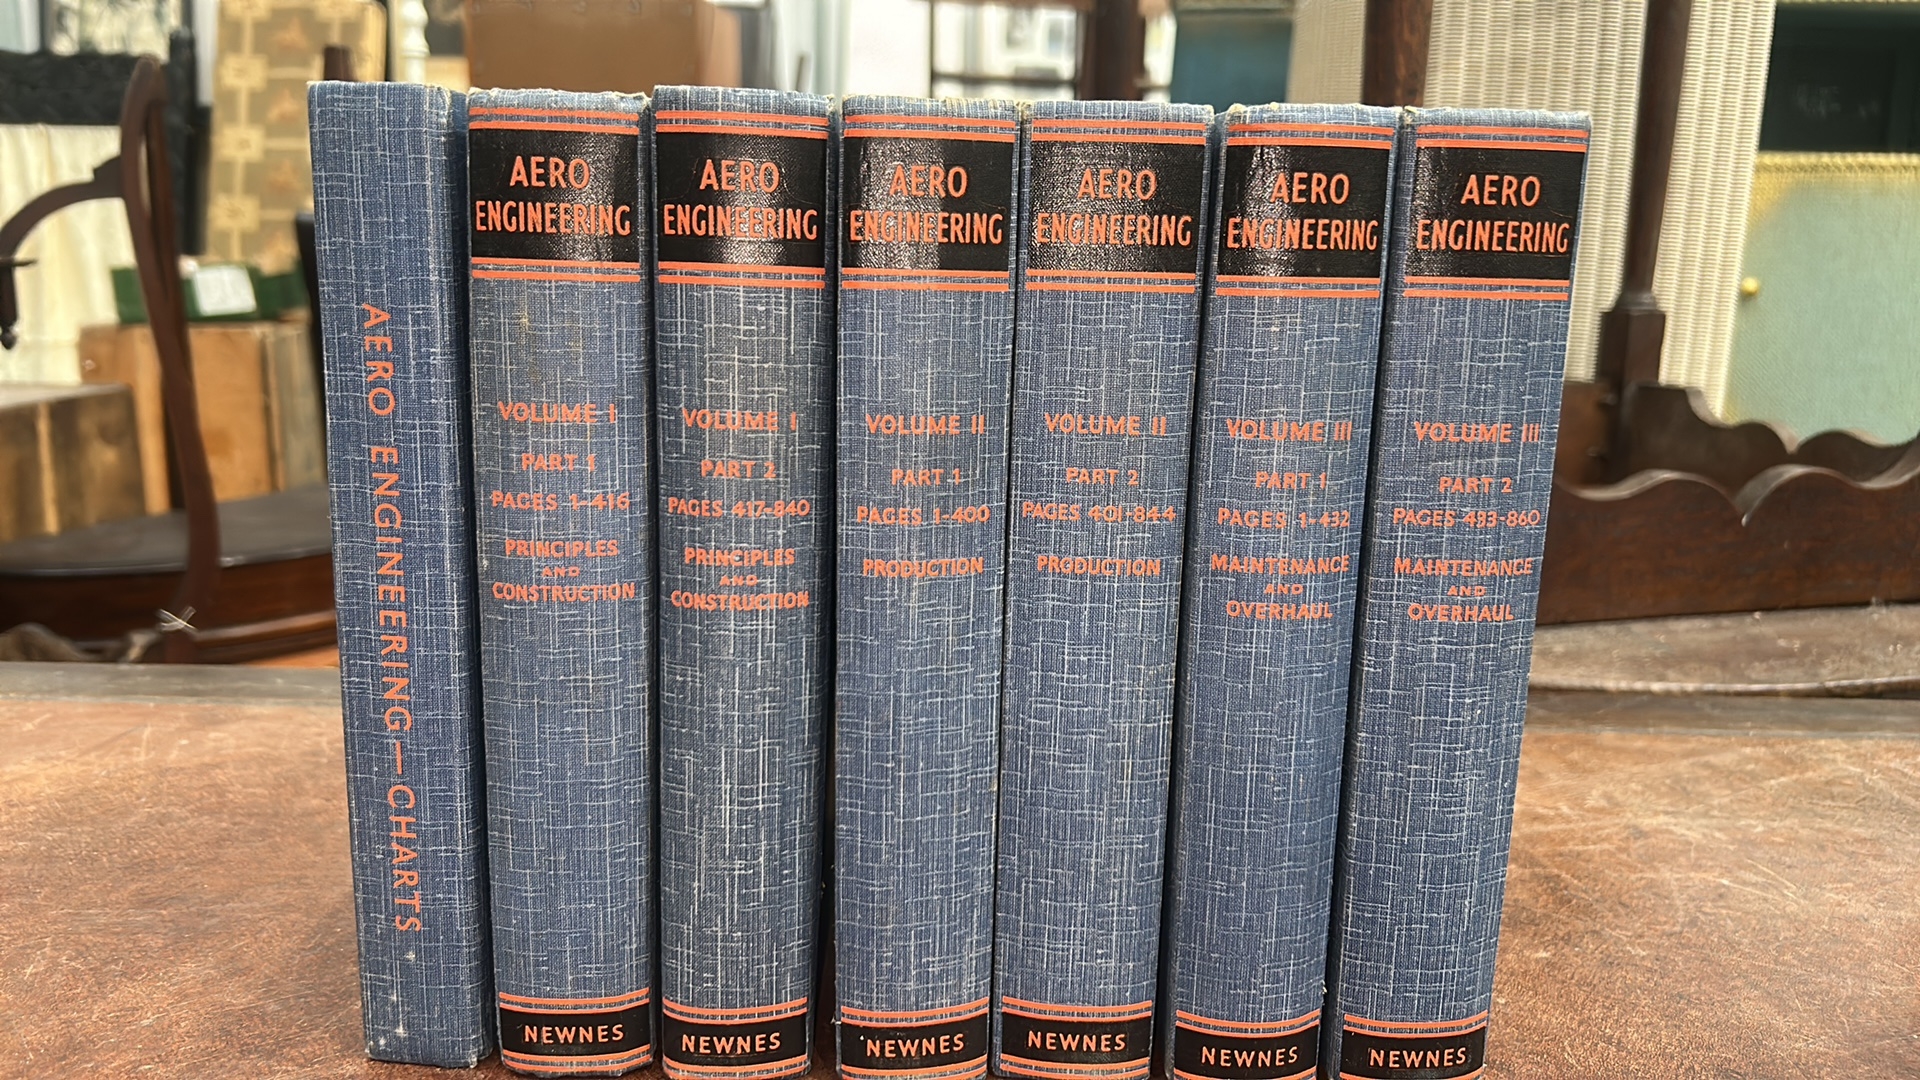 AERO ENGINEERING—CHARTS
AERO
ENGINEERING
VOLUME I
PART 1
PAGES 1-416
PRINCIPLES
AND
CONSTRUCTION
NEWNES
AERO
ENGINEERING
VOLUME I
PART 2
PAGES 417-840
PRINCIPLES
AND
CONSTRUCTION
NEWNES
AERO
ENGINEERING
VOLUME II
PART 1
PAGES 1-400
PRODUCTION
NEWNES
AERO
ENGINEERING
VOLUME II
PART 2
PAGES 401-844
PRODUCTION
NEWNES
AERO
ENGINEERING
VOLUME III
PART 1
PAGES 1-432
MAINTENANCE
AND
OVERHAUL
NEWNES
AERO
ENGINEERING
VOLUME III
PART 2
PAGES 433-860
MAINTENANCE
AND
OVERHAUL
NEWNES